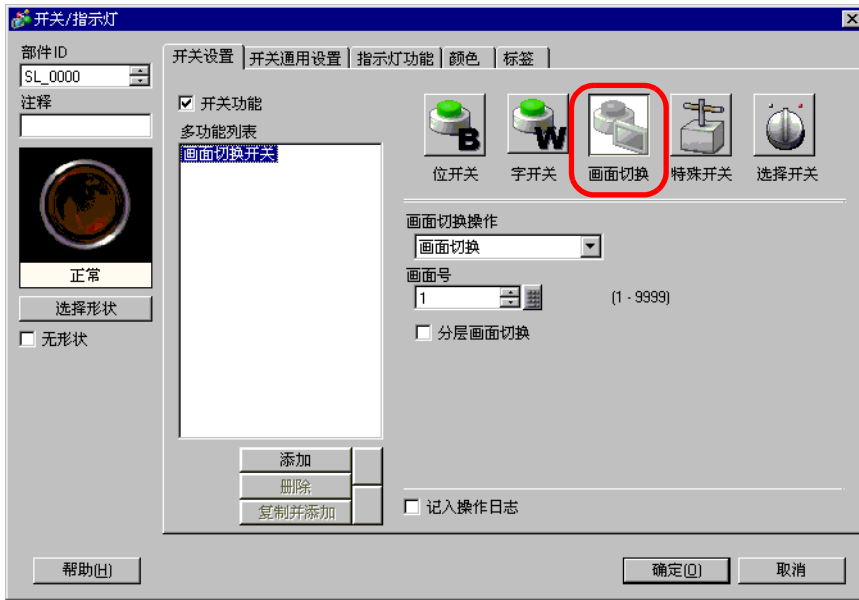 开关/指示灯
部件ID
SL_0000
注释
正常
选择形状
无形状
开关设置 开关通用设置 指示灯功能 颜色 标签
开关功能
多功能列表
画面切换开关
添加
删除
复制并添加
B W
位开关 字开关 画面切换 特殊开关 选择开关
画面切换操作
画面切换
画面号
1 (1 - 9999)
分层画面切换
记入操作日志
帮助(H) 确定(O) 取消